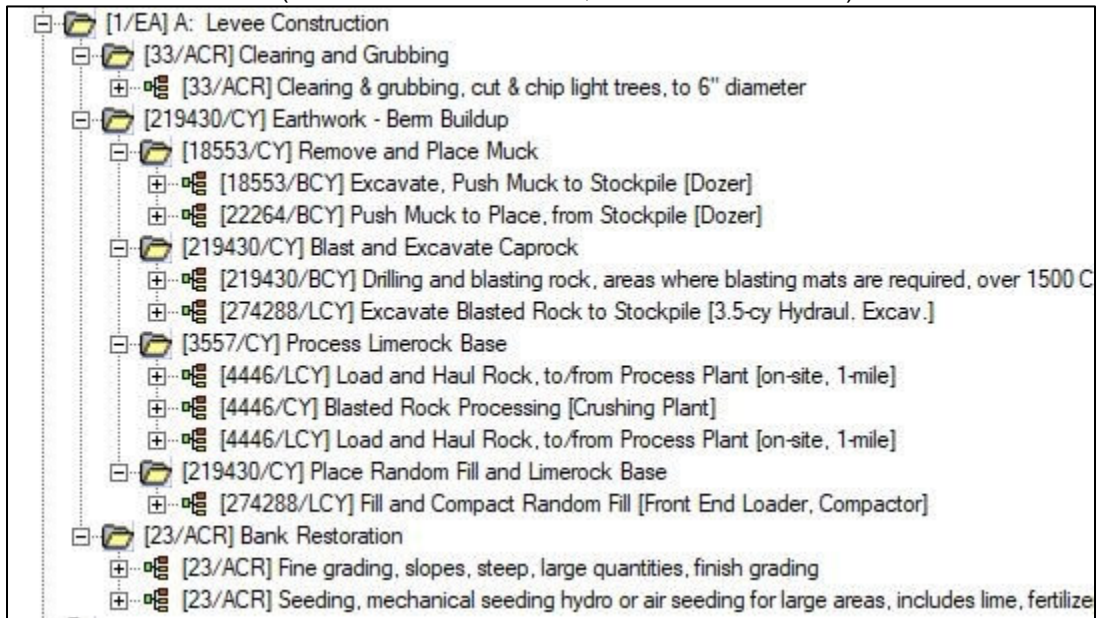 [1/EA] A: Levee Construction
[33/ACR] Clearing and Grubbing
[33/ACR] Clearing & grubbing, cut & chip light trees, to 6" diameter
[219430/CY] Earthwork - Berm Buildup
[18553/CY] Remove and Place Muck
[18553/BCY] Excavate, Push Muck to Stockpile [Dozer]
[22264/BCY] Push Muck to Place, from Stockpile [Dozer]
[219430/CY] Blast and Excavate Caprock
[219430/BCY] Drilling and blasting rock, areas where blasting mats are required, over 1500 C
[274288/LCY] Excavate Blasted Rock to Stockpile [3.5-cy Hydraul. Excav.]
[3557/CY] Process Limerock Base
[4446/LCY] Load and Haul Rock, to/from Process Plant [on-site, 1-mile]
[4446/CY] Blasted Rock Processing [Crushing Plant]
[4446/LCY] Load and Haul Rock, to/from Process Plant [on-site, 1-mile]
[219430/CY] Place Random Fill and Limerock Base
[274288/LCY] Fill and Compact Random Fill [Front End Loader, Compactor]
[23/ACR] Bank Restoration
[23/ACR] Fine grading, slopes, steep, large quantities, finish grading
[23/ACR] Seeding, mechanical seeding hydro or air seeding for large areas, includes lime, fertilize